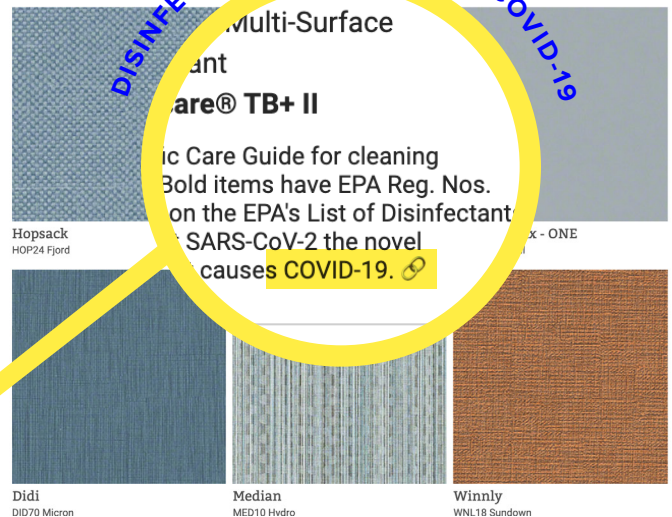 DISINFE
COVID-19
Multi-Surface
ant
are® TB+ II
ic Care Guide for cleaning
Bold items have EPA Reg. Nos.
on the EPA's List of Disinfectants
SARS-CoV-2 the novel
causes COVID-19.
Hopsack
HOP24 Fjord
x - ONE
Didi
DID70 Micron
Median
MED10 Hydro
Winnly
WNL18 Sundown